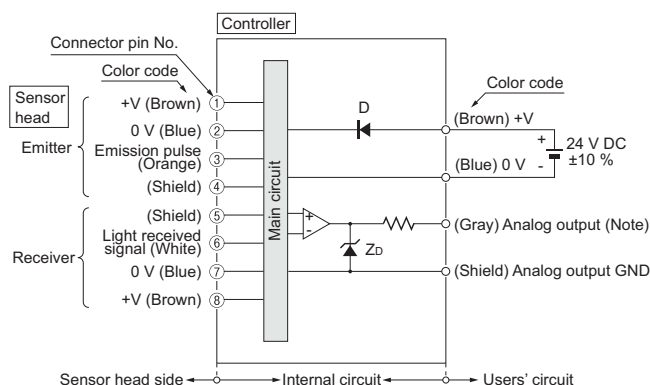 Controller
Connector pin No.
Color code
Sensor
head
Emitter
+V (Brown) 1
0 V (Blue) 2
Emission pulse
(Orange) 3
(Shield) 4
Receiver
(Shield) 5
Light received
signal (White) 6
0 V (Blue) 7
+V (Brown) 8
Main circuit
D
+
-
ZD
Color code
(Brown) +V
+
24 V DC
±10 %
-
(Blue) 0 V
(Gray) Analog output (Note)
(Shield) Analog output GND
Sensor head side
Internal circuit
Users' circuit